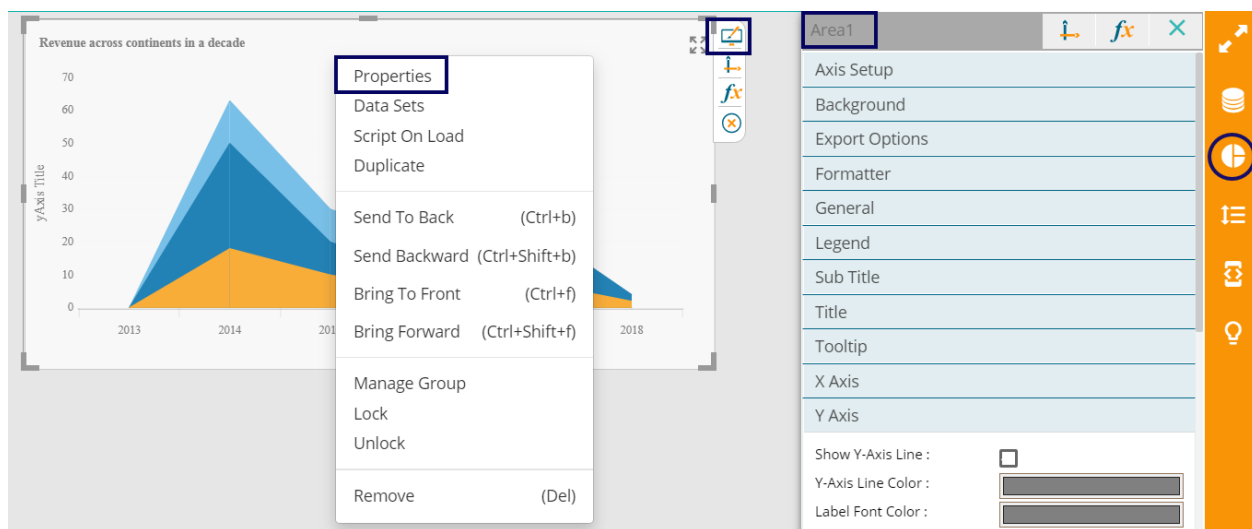 Revenue across continents in a decade
70
60
50
40
30
20
10
0
yAxis Title
2013
2014
201
2018
Properties
Data Sets
Script On Load
Duplicate
Send To Back (Ctrl+b)
Send Backward (Ctrl+Shift+b)
Bring To Front (Ctrl+f)
Bring Forward (Ctrl+Shift+f)
Manage Group
Lock
Unlock
Remove (Del)
fx
Area1 fx
Axis Setup
Background
Export Options
Formatter
General
Legend
Sub Title
Title
Tooltip
X Axis
Y Axis
Show Y-Axis Line :
Y-Axis Line Color :
Label Font Color :